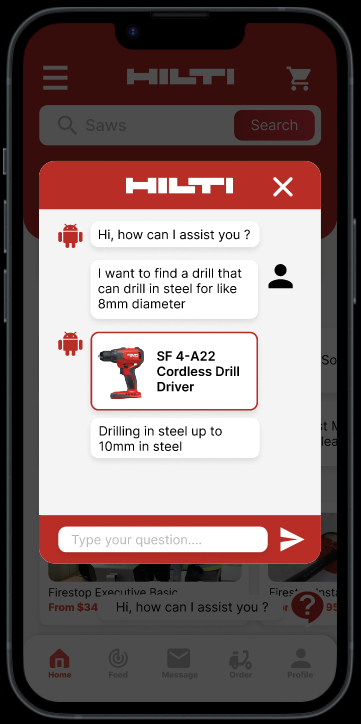 HILTI
Saws
Search
HILTI
Hi, how can I assist you ?
I want to find a drill that
can drill in steel for like
8mm diameter
SF 4-A22
Cordless Drill
Driver
Drilling in steel up to
10mm in steel
Type your question....
Firestop Executive Basic
From $34
Hi, how can I assist you ?
?
Home
Feed
Message
Order
Profits